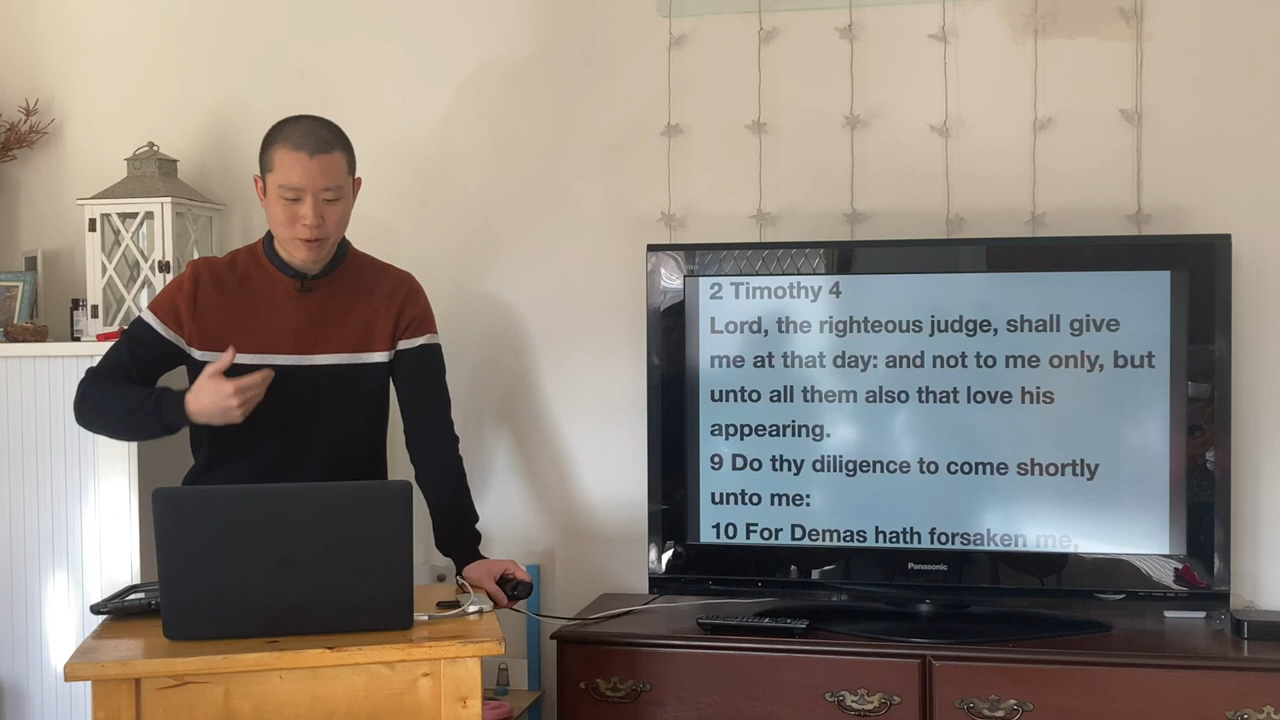 2 Timothy 4
Lord, the righteous judge, shall give
me at that day: and not to me only, but
unto all them also that love his
appearing.
9 Do thy diligence to come shortly
unto me:
10 For Demas hath forsaken me,
Panasonic